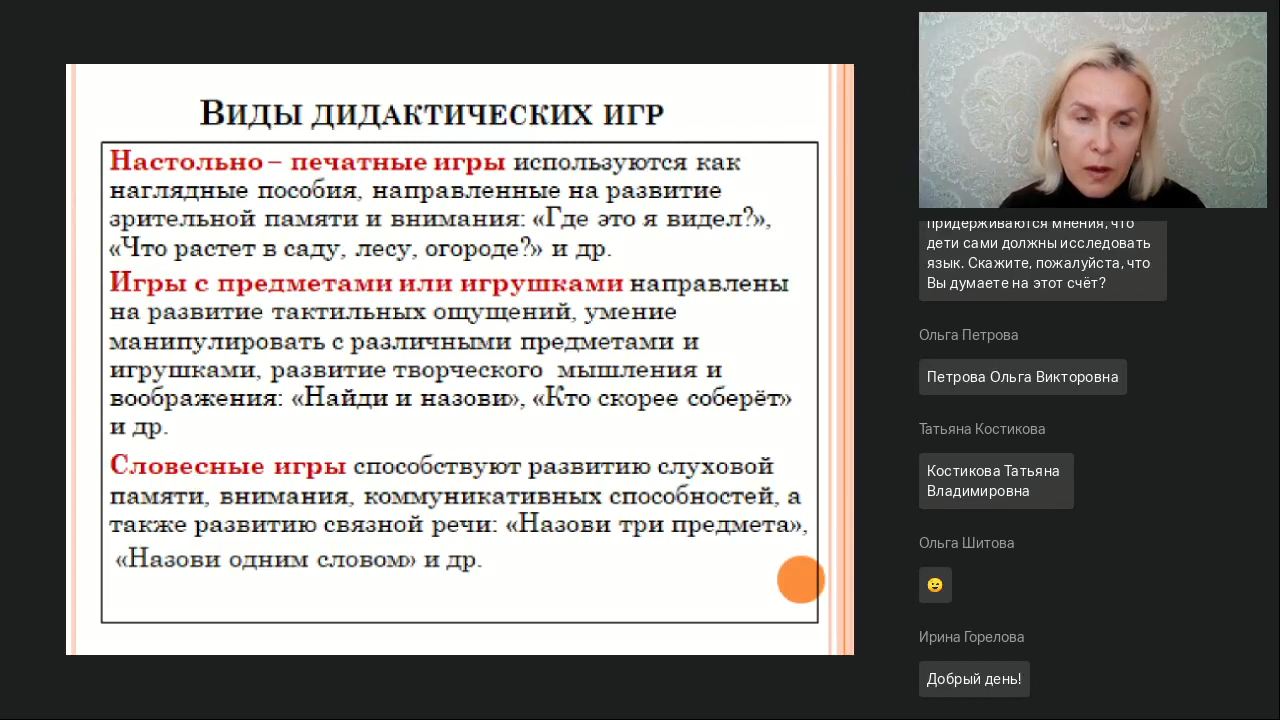 Виды дидактических игр
Настольно – печатные игры используются как
наглядные пособия, направленные на развитие
зрительной памяти и внимания: «Где это я видел?»,
«Что растет в саду, лесу, огороде?» и др.
Игры с предметами или игрушками направлены
на развитие тактильных ощущений, умение
манипулировать с различными предметами и
игрушками, развитие творческого мышления и
воображения: «Найди и назови», «Кто скорее соберёт»
и др.
Словесные игры способствуют развитию слуховой
памяти, внимания, коммуникативных способностей, а
также развитию связной речи: «Назови три предмета»,
«Назови одним словом» и др.
придерживаются мнения, что
дети сами должны исследовать
язык. Скажите, пожалуйста, что
Вы думаете на этот счёт?
Ольга Петрова
Петрова Ольга Викторовна
Татьяна Костикова
Костикова Татьяна
Владимировна
Ольга Шитова
😉
Ирина Горелова
Добрый день!